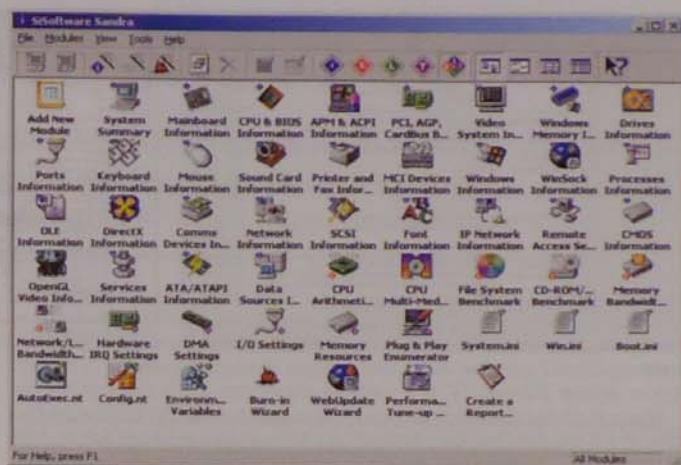 SiSoftware Sandra
File Modules View Tools Help
Add New Module
System Summary
Mainboard Information
CPU & BIOS Information
APM & ACPI Information
PCI, AGP, CardBus B...
Video System In...
Windows Memory I...
Drives Information
Ports Information
Keyboard Information
Mouse Information
Sound Card Information
Printer and Fax Infor...
MCI Devices Information
Windows Information
WinSock Information
Processes Information
OLE Information
DirectX Information
Comms Devices In...
Network Information
SCSI Information
Font Information
IP Network Information
Remote Access Se...
CMOS Information
OpenGL Video Info...
Services Information
ATA/ATAPI Information
Data Sources I...
CPU Arithmeti...
CPU Multi-Med...
File System Benchmark
CD-ROM/... Benchmark
Memory Bandwidt...
Network/L... Bandwidth...
Hardware IRQ Settings
DMA Settings
I/O Settings
Memory Resources
Plug & Play Enumerator
System.ini
Win.ini
Boot.ini
AutoExec.nt
Config.nt
Environm... Variables
Burn-in Wizard
WebUpdate Wizard
Performa... Tune-up ...
Create a Report...
For Help, press F1
All Modules